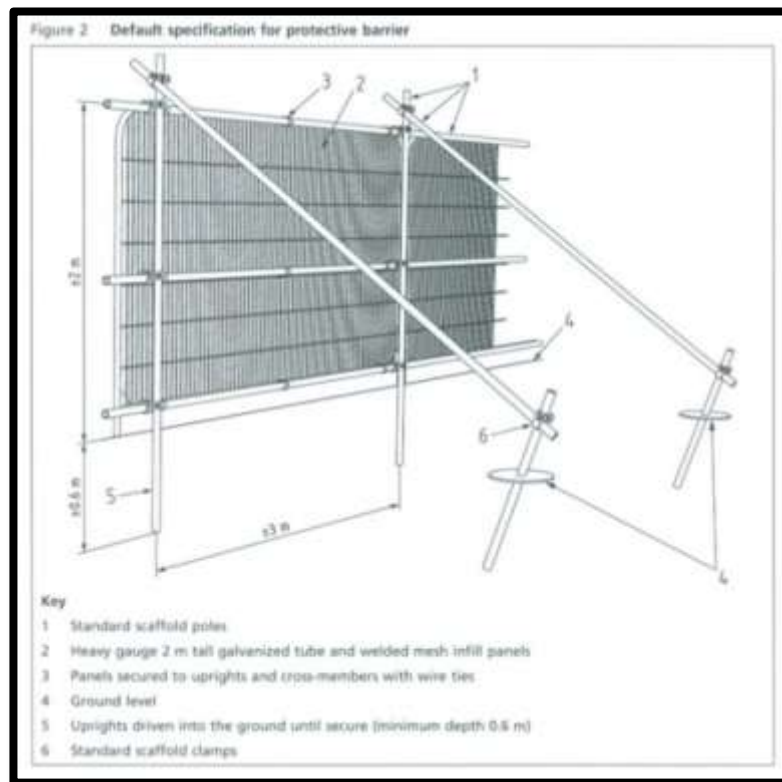 Figure 2 Default specification for protective barrier
3
2
1
±2 m
4
6
5
±0.6 m
±3 m
4
Key
1 Standard scaffold poles
2 Heavy gauge 2 m tall galvanized tube and welded mesh infill panels
3 Panels secured to uprights and cross-members with wire ties
4 Ground level
5 Uprights driven into the ground until secure (minimum depth 0.6 m)
6 Standard scaffold clamps